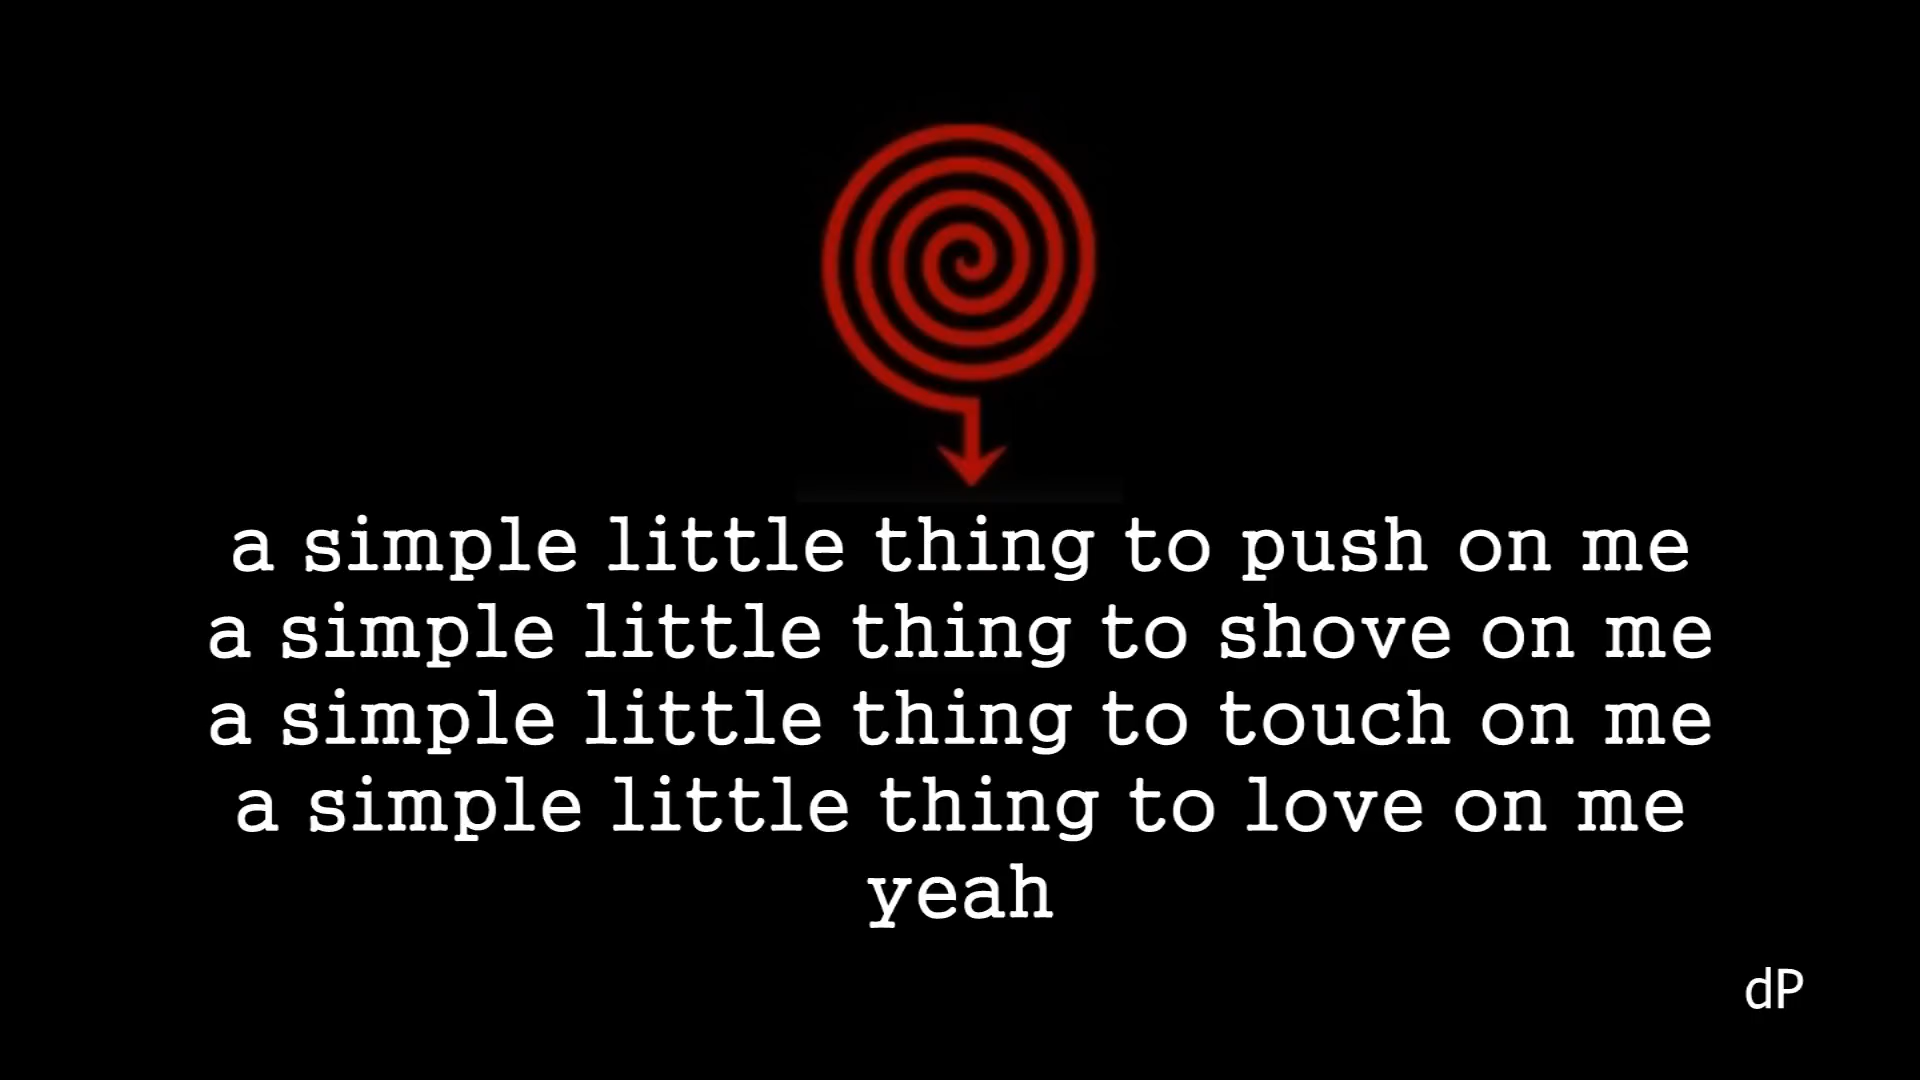 a simple little thing to push on me
a simple little thing to shove on me
a simple little thing to touch on me
a simple little thing to love on me
yeah
dP